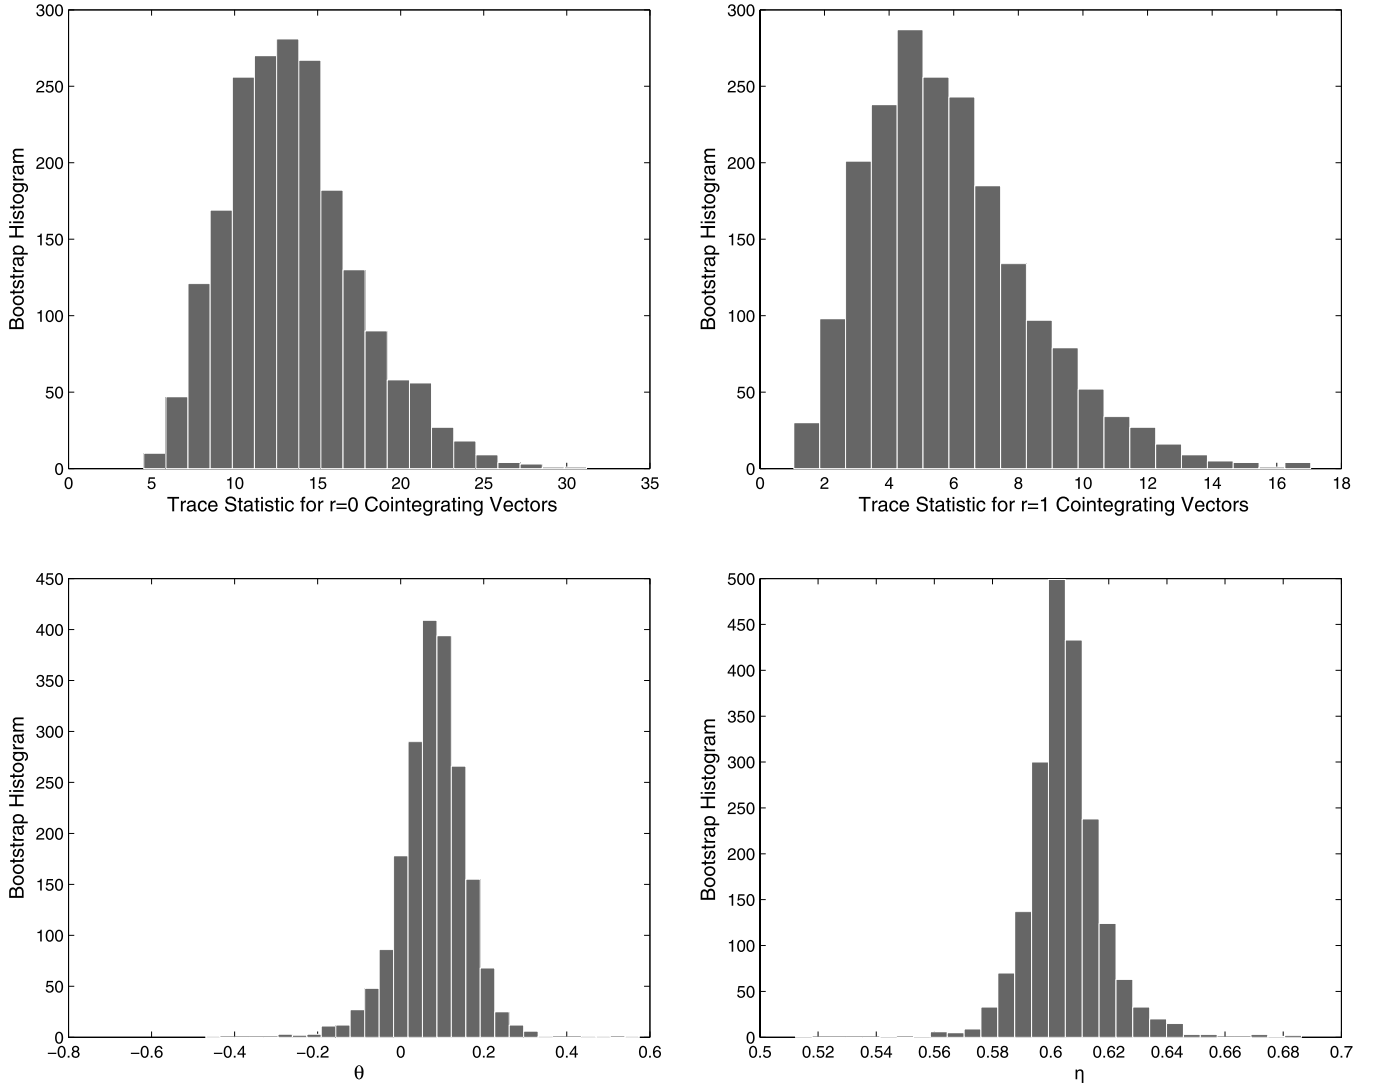 300
250
200
150
100
50
0
Bootstrap Histogram
0 5 10 15 20 25 30 35
Trace Statistic for r=0 Cointegrating Vectors
300
250
200
150
100
50
0
Bootstrap Histogram
0 2 4 6 8 10 12 14 16 18
Trace Statistic for r=1 Cointegrating Vectors
450
400
350
300
250
200
150
100
50
0
Bootstrap Histogram
−0.8 −0.6 −0.4 −0.2 0 0.2 0.4 0.6
θ
500
450
400
350
300
250
200
150
100
50
0
Bootstrap Histogram
0.5 0.52 0.54 0.56 0.58 0.6 0.62 0.64 0.66 0.68 0.7
η